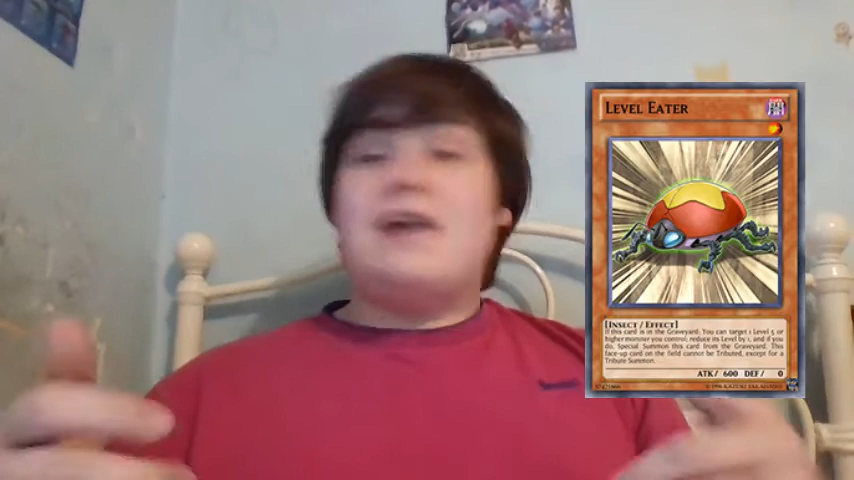 LEVEL EATER
[INSECT / EFFECT]
If this card is in the Graveyard: You can target 1 Level 5 or
higher monster you control; reduce its Level by 1, and if you
do, Special Summon this card from the Graveyard. This
face-up card on the field cannot be Tributed, except for a
Tribute Summon.
ATK/ 600 DEF/ 0